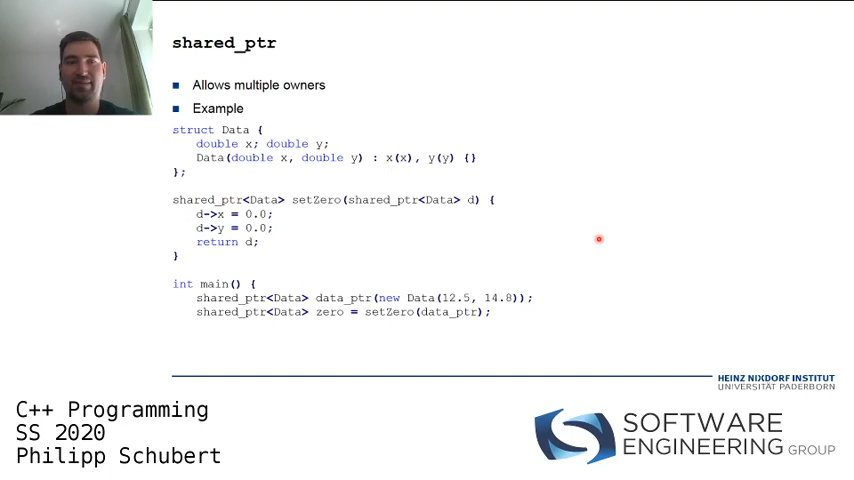 shared_ptr
Allows multiple owners
Example
struct Data {
double x; double y;
Data(double x, double y) : x(x), y(y) {}
};
shared_ptr<Data> setZero(shared_ptr<Data> d) {
d->x = 0.0;
d->y = 0.0;
return d;
}
int main() {
shared_ptr<Data> data_ptr(new Data(12.5, 14.8));
shared_ptr<Data> zero = setZero(data_ptr);
HEINZ NIXDORF INSTITUT
UNIVERSITÄT PADERBORN
C++ Programming
SS 2020
Philipp Schubert
SOFTWARE
ENGINEERING GROUP